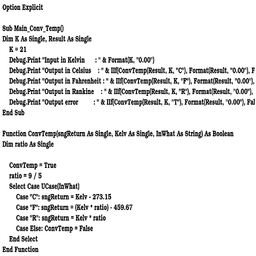 Option Explicit
Sub Main_Conv_Temp()
Dim K As Single, Result As Single
K = 21
Debug.Print "Input in Kelvin : " & Format(K, "0.00")
Debug.Print "Output in Celsius : " & IIf(ConvTemp(Result, K, "C"), Format(Result, "0.00"), F
Debug.Print "Output in Fahrenheit : " & IIf(ConvTemp(Result, K, "F"), Format(Result, "0.00"),
Debug.Print "Output in Rankine : " & IIf(ConvTemp(Result, K, "R"), Format(Result, "0.00"),
Debug.Print "Output error : " & IIf(ConvTemp(Result, K, "T"), Format(Result, "0.00"), Fal
End Sub
Function ConvTemp(sngReturn As Single, Kelv As Single, InWhat As String) As Boolean
Dim ratio As Single
ConvTemp = True
ratio = 9 / 5
Select Case UCase(InWhat)
Case "C": sngReturn = Kelv - 273.15
Case "F": sngReturn = (Kelv * ratio) - 459.67
Case "R": sngReturn = Kelv * ratio
Case Else: ConvTemp = False
End Select
End Function